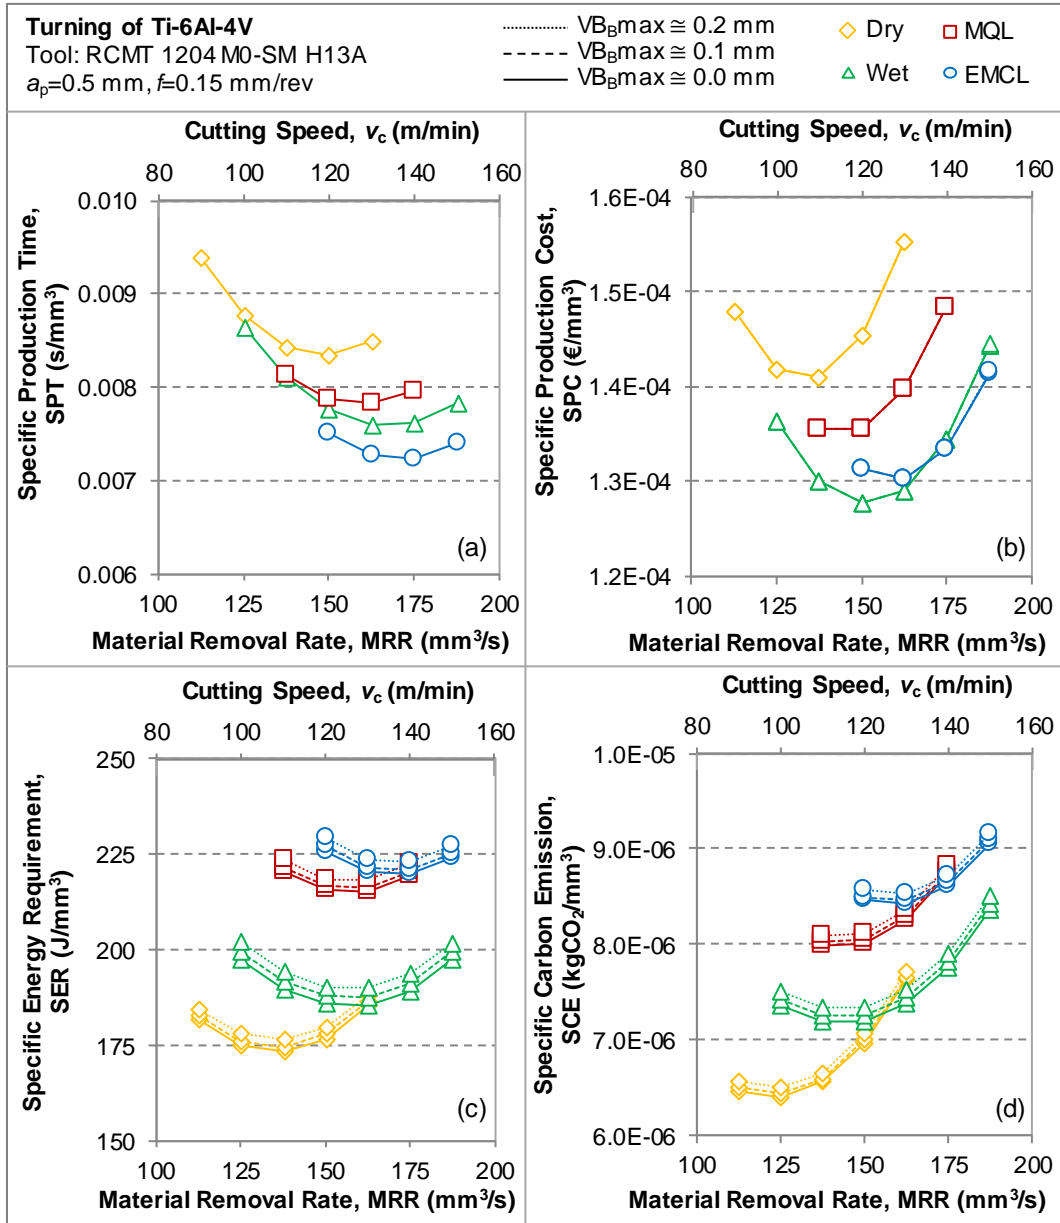 Turning of Ti-6Al-4V
Tool: RCMT 1204 M0-SM H13A
aₚ=0.5 mm, f=0.15 mm/rev
VB_Bmax ≅ 0.2 mm
VB_Bmax ≅ 0.1 mm
VB_Bmax ≅ 0.0 mm
Dry
MQL
Wet
EMCL
Cutting Speed, v_c (m/min)
80 100 120 140 160
Specific Production Time,
SPT (s/mm³)
0.010
0.009
0.008
0.007
0.006
(a)
100 125 150 175 200
Material Removal Rate, MRR (mm³/s)
Cutting Speed, v_c (m/min)
80 100 120 140 160
Specific Production Cost,
SPC (€/mm³)
1.6E-04
1.5E-04
1.4E-04
1.3E-04
1.2E-04
(b)
100 125 150 175 200
Material Removal Rate, MRR (mm³/s)
Cutting Speed, v_c (m/min)
80 100 120 140 160
Specific Energy Requirement,
SER (J/mm³)
250
225
200
175
150
(c)
100 125 150 175 200
Material Removal Rate, MRR (mm³/s)
Cutting Speed, v_c (m/min)
80 100 120 140 160
Specific Carbon Emission,
SCE (kgCO₂/mm³)
1.0E-05
9.0E-06
8.0E-06
7.0E-06
6.0E-06
(d)
100 125 150 175 200
Material Removal Rate, MRR (mm³/s)